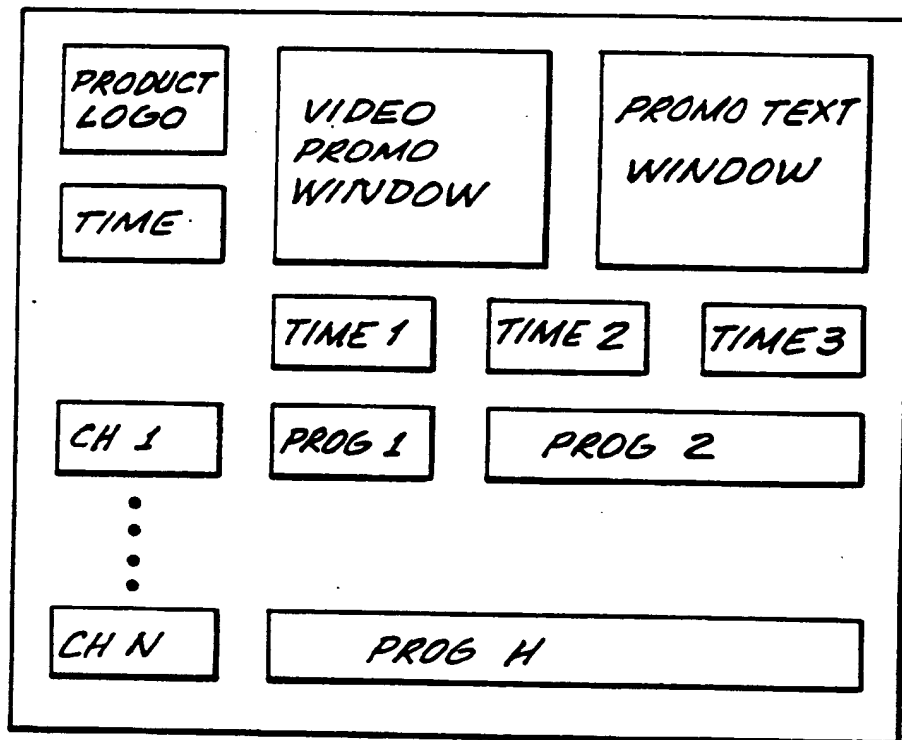 PRODUCT
LOGO
VIDEO
PROMO
WINDOW
PROMO TEXT
WINDOW
TIME
TIME 1
TIME 2
TIME 3
CH 1
PROG 1
PROG 2
CH N
PROG H